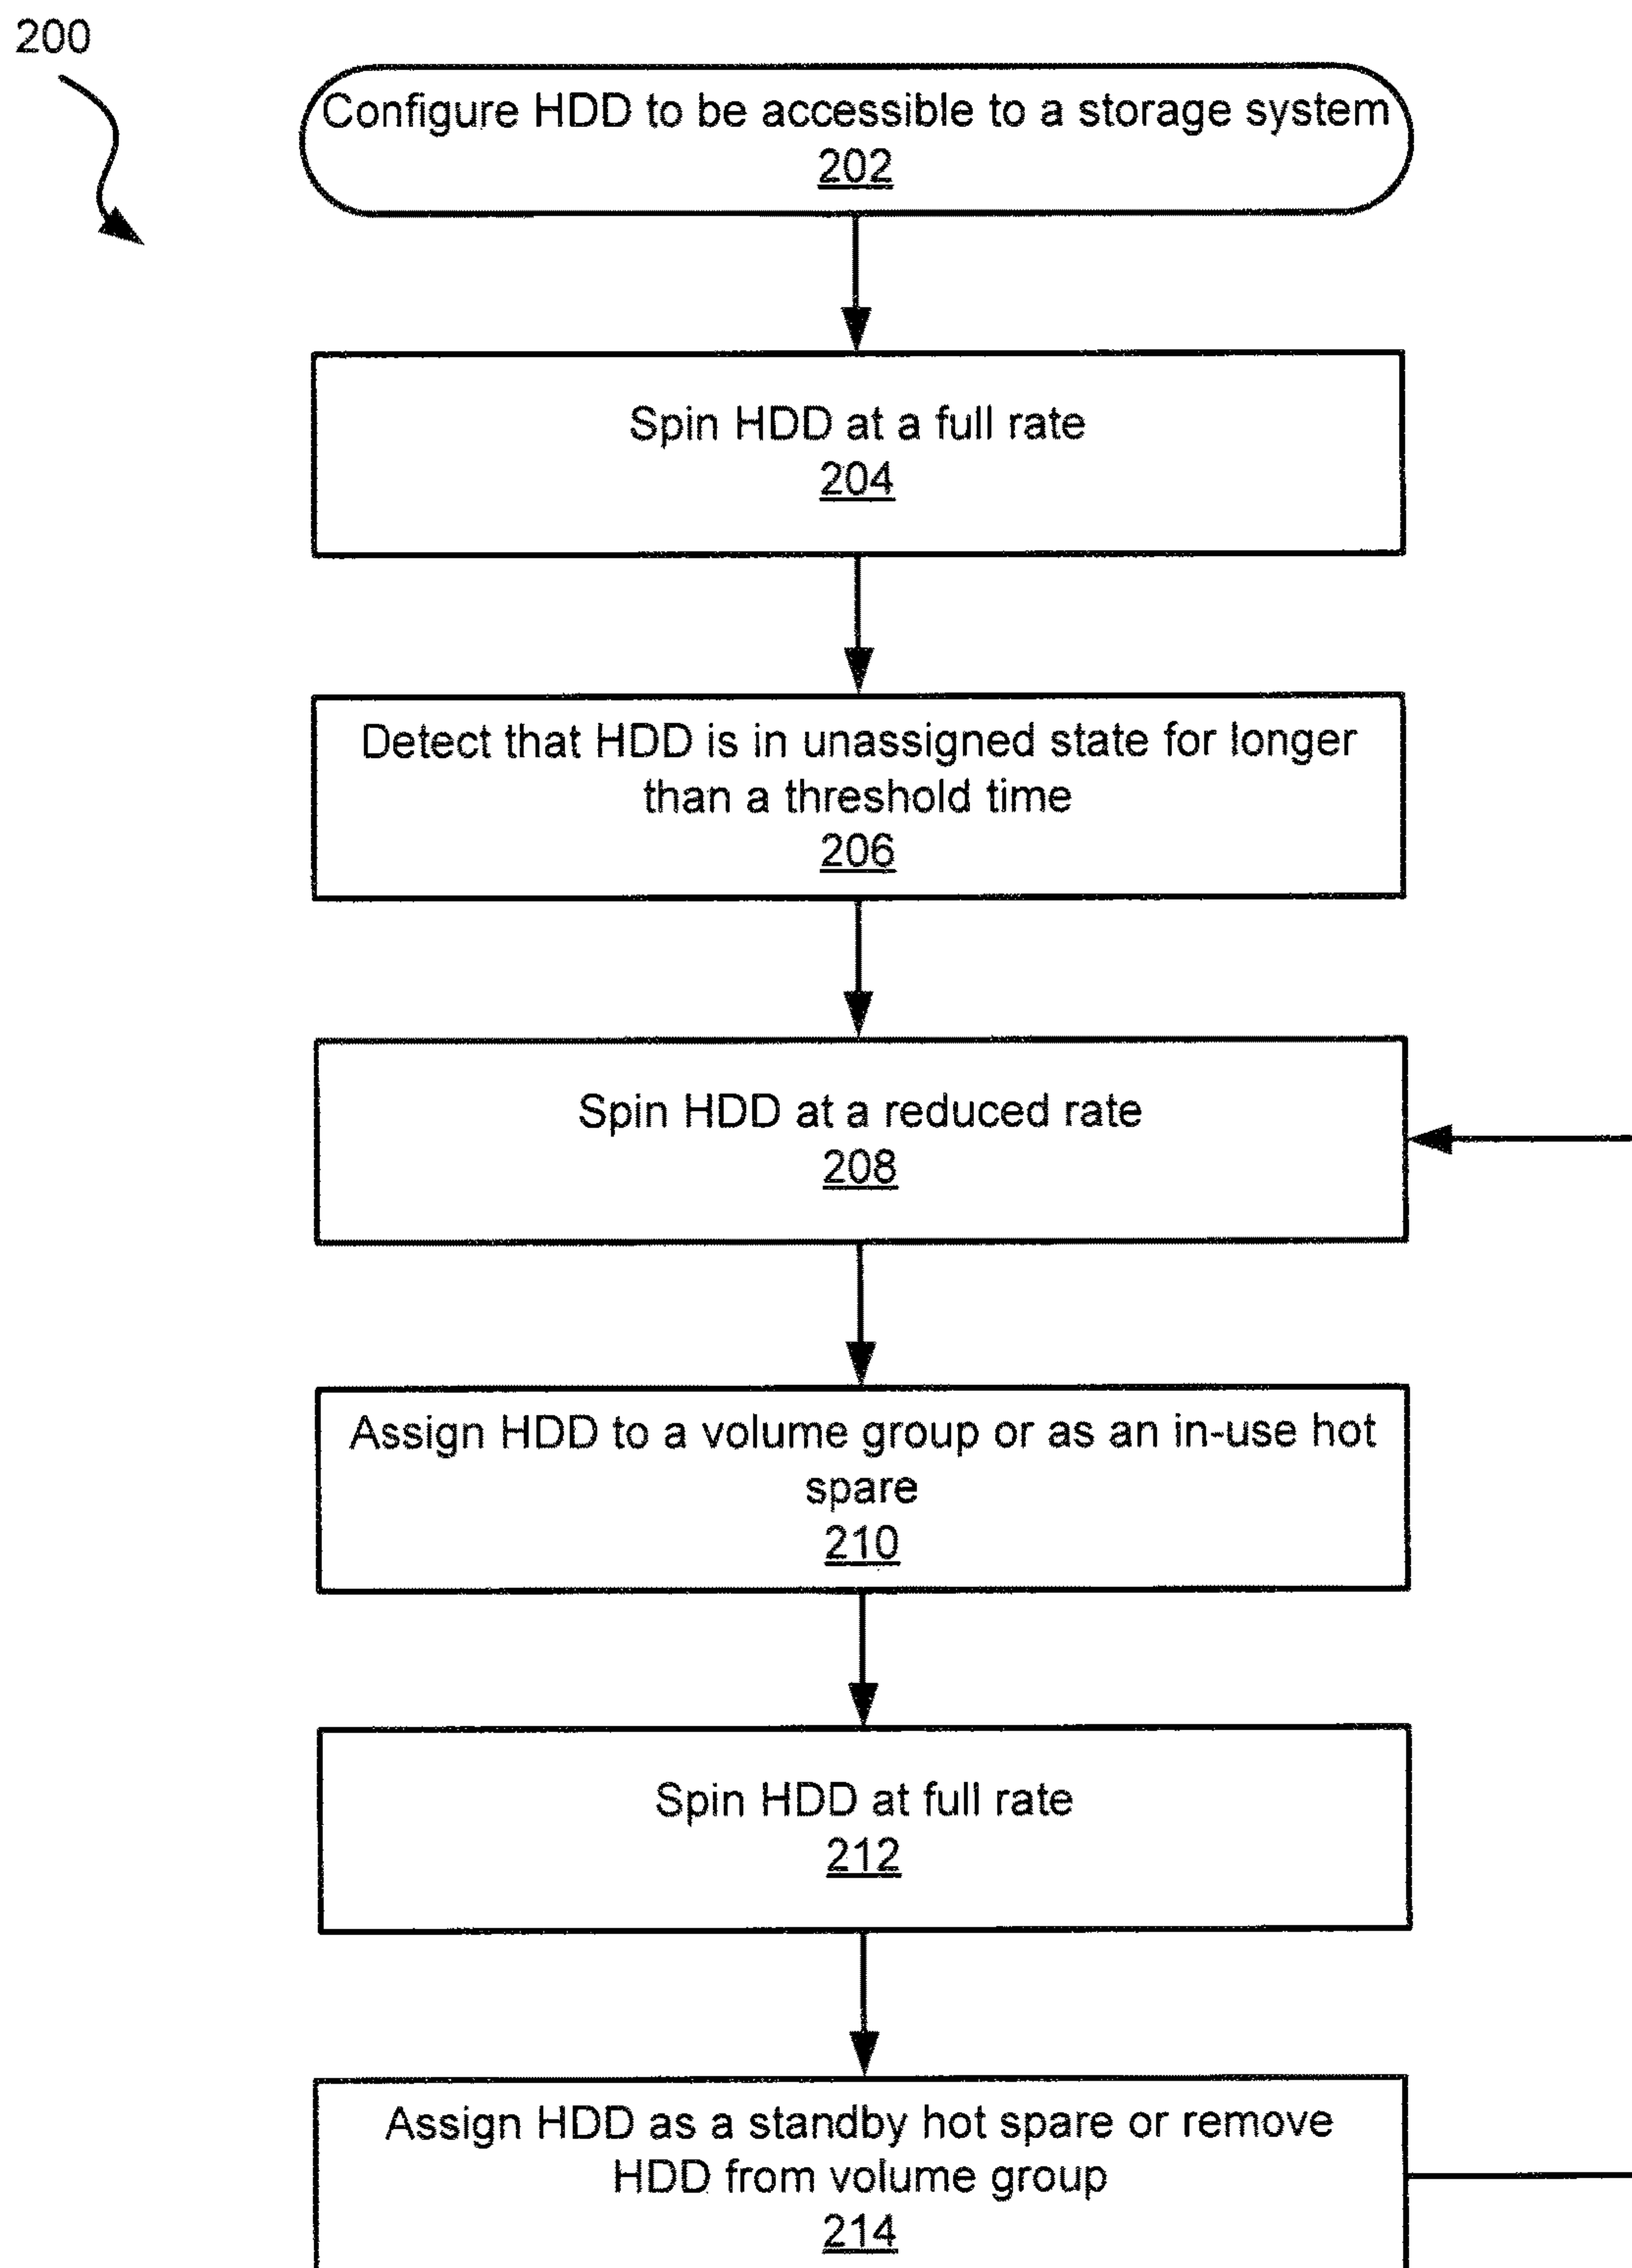 200
Configure HDD to be accessible to a storage system
202
Spin HDD at a full rate
204
Detect that HDD is in unassigned state for longer
than a threshold time
206
Spin HDD at a reduced rate
208
Assign HDD to a volume group or as an in-use hot
spare
210
Spin HDD at full rate
212
Assign HDD as a standby hot spare or remove
HDD from volume group
214